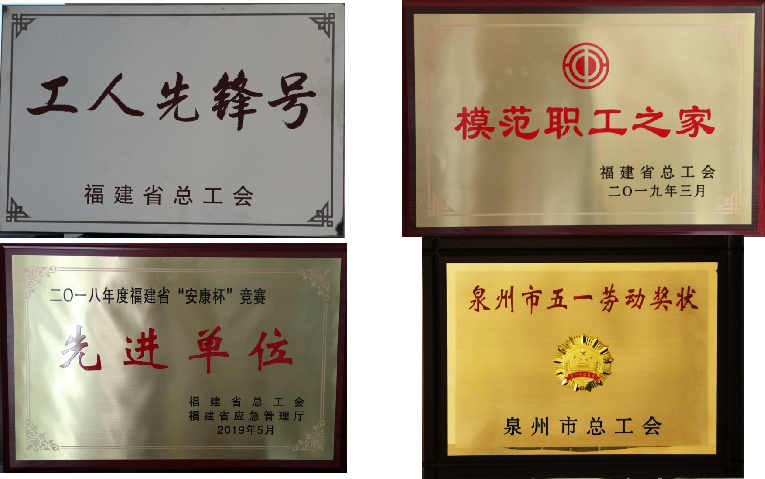 工人先锋号
福建省总工会
模范职工之家
福建省总工会
二〇一九年三月
二〇一八年度福建省“安康杯”竞赛
先进单位
福建省总工会
福建省应急管理厅
2019年5月
泉州市五一劳动奖状
泉州市总工会